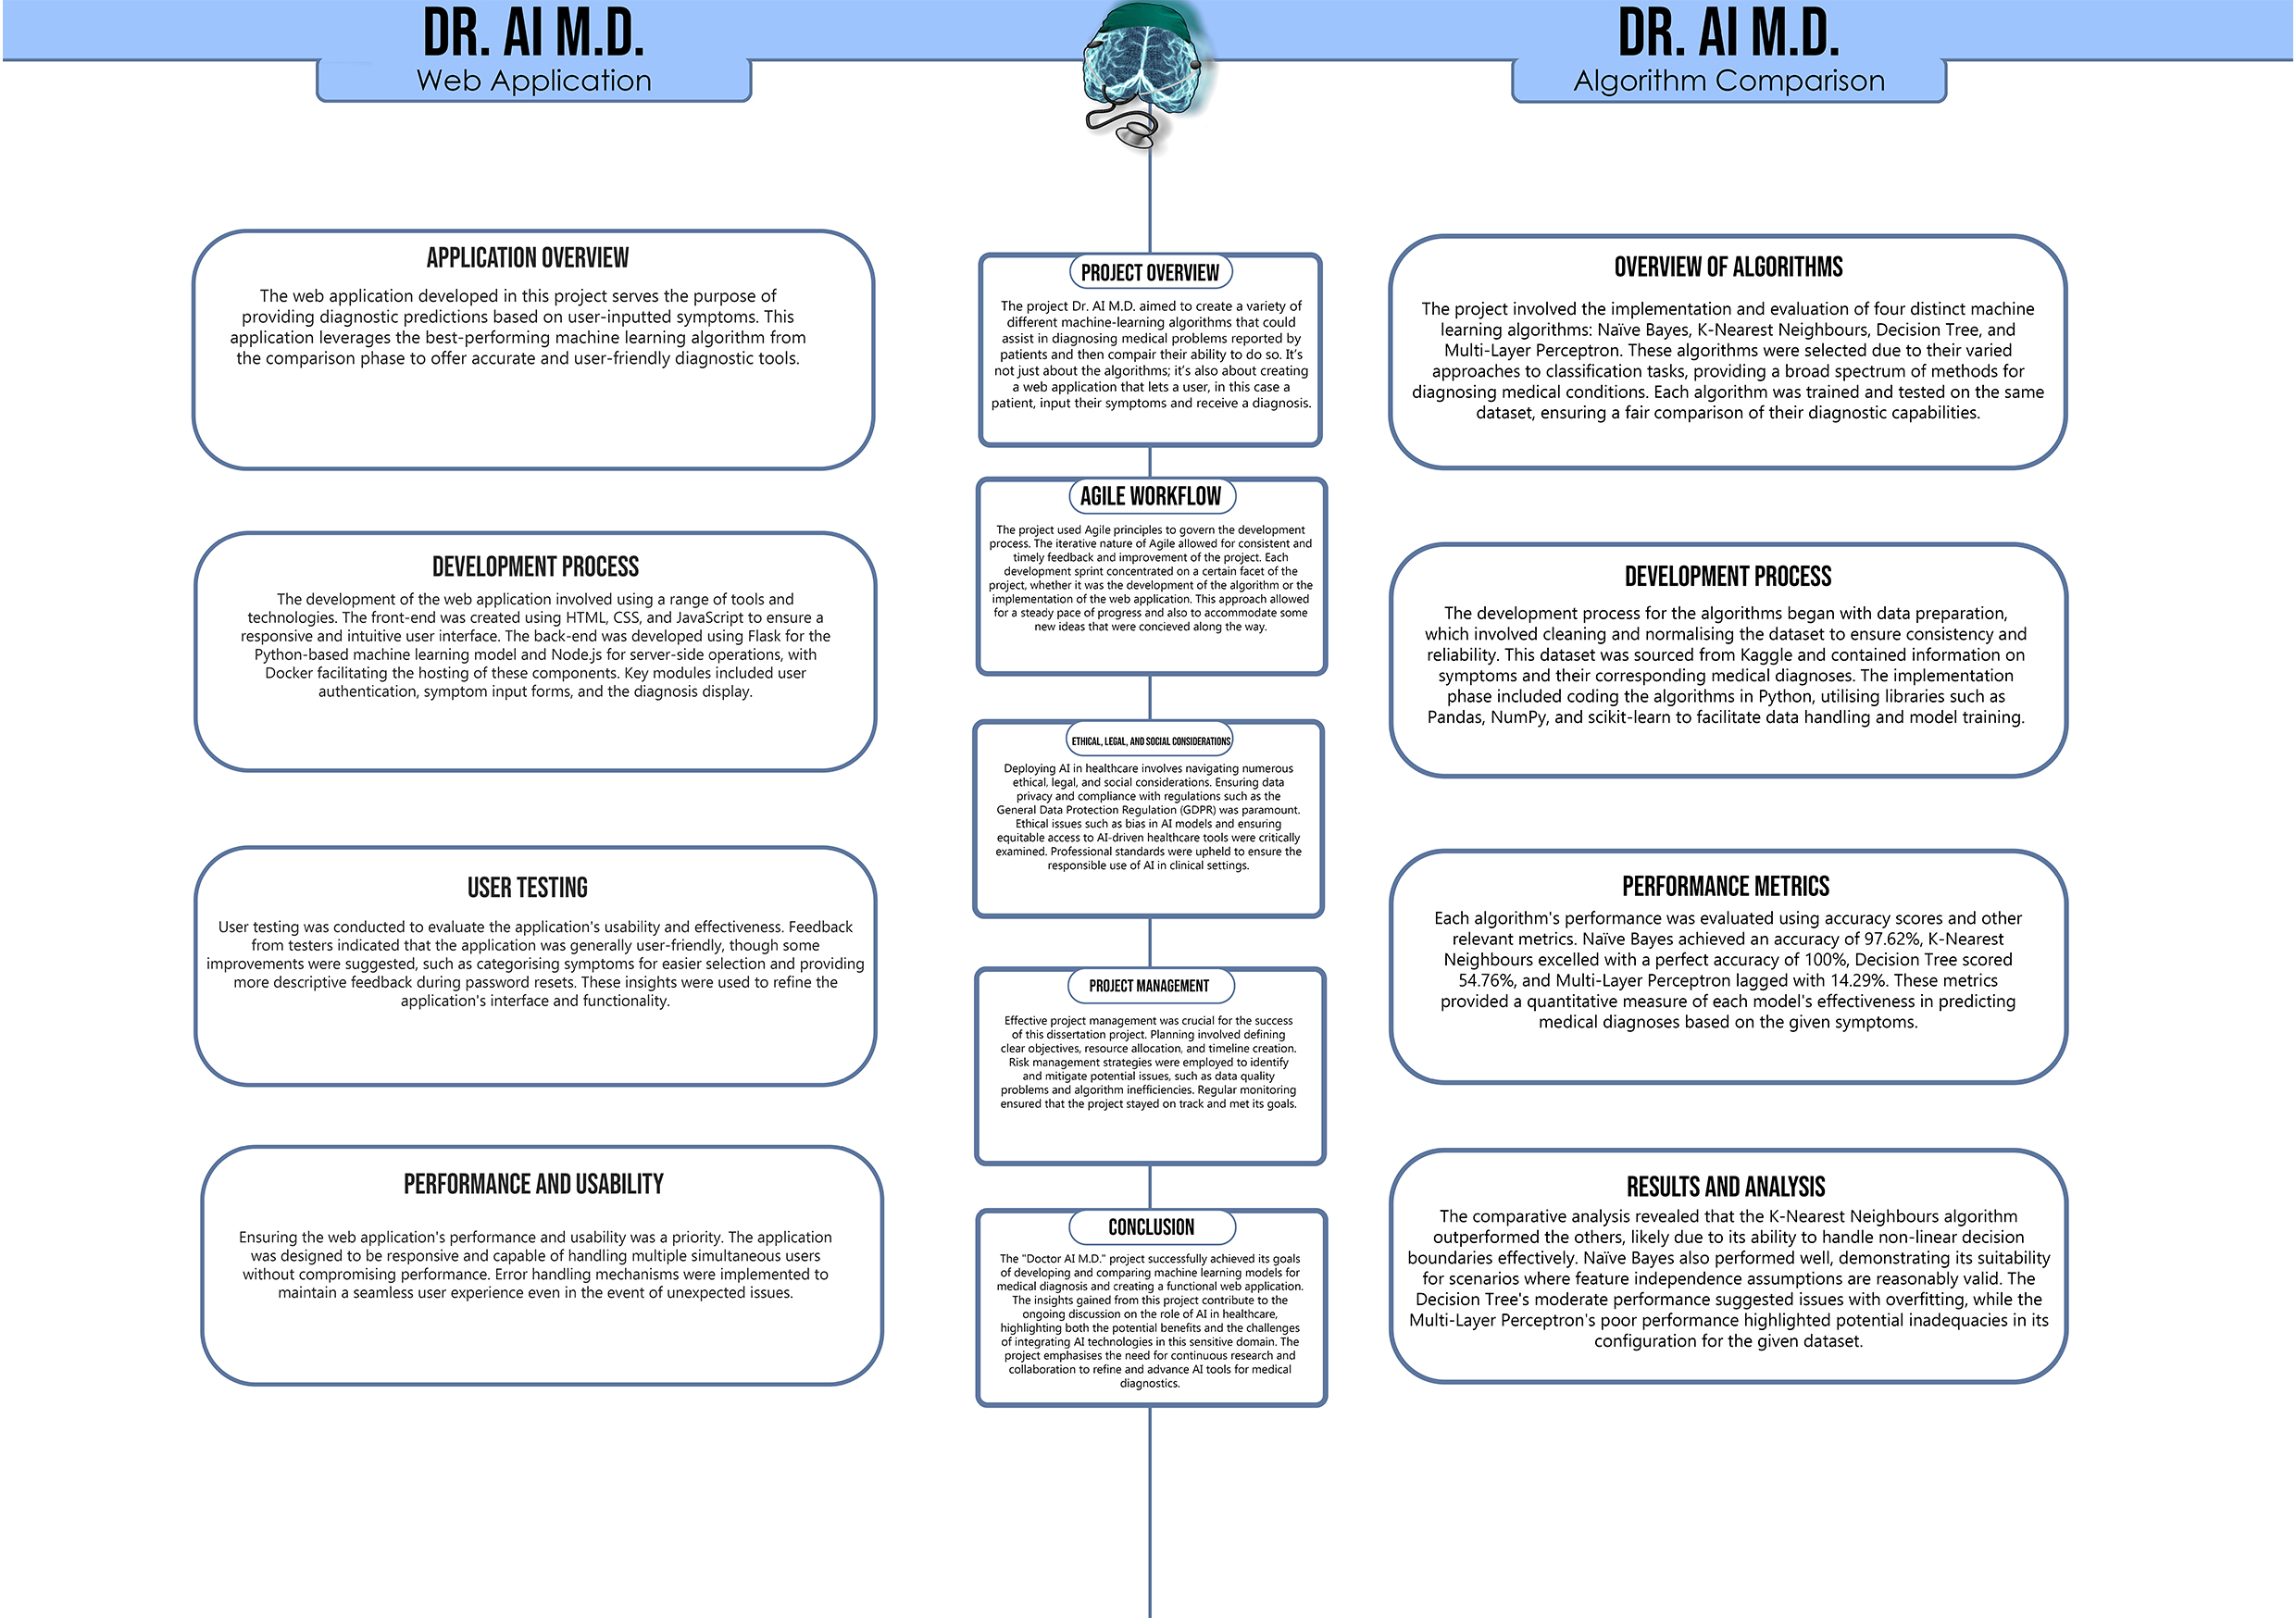 DR. AI M.D.
Web Application
APPLICATION OVERVIEW
The web application developed in this project serves the purpose of
providing diagnostic predictions based on user-inputted symptoms. This
application leverages the best-performing machine learning algorithm from
the comparison phase to offer accurate and user-friendly diagnostic tools.
DEVELOPMENT PROCESS
The development of the web application involved using a range of tools and
technologies. The front-end was created using HTML, CSS, and JavaScript to ensure a
responsive and intuitive user interface. The back-end was developed using Flask for the
Python-based machine learning model and Node.js for server-side operations, with
Docker facilitating the hosting of these components. Key modules included user
authentication, symptom input forms, and the diagnosis display.
USER TESTING
User testing was conducted to evaluate the application's usability and effectiveness. Feedback
from testers indicated that the application was generally user-friendly, though some
improvements were suggested, such as categorising symptoms for easier selection and providing
more descriptive feedback during password resets. These insights were used to refine the
application's interface and functionality.
PERFORMANCE AND USABILITY
Ensuring the web application's performance and usability was a priority. The application
was designed to be responsive and capable of handling multiple simultaneous users
without compromising performance. Error handling mechanisms were implemented to
maintain a seamless user experience even in the event of unexpected issues.
PROJECT OVERVIEW
The project Dr. AI M.D. aimed to create a variety of
different machine-learning algorithms that could
assist in diagnosing medical problems reported by
patients and then compair their ability to do so. It's
not just about the algorithms; it's also about creating
a web application that lets a user, in this case a
patient, input their symptoms and receive a diagnosis.
AGILE WORKFLOW
The project used Agile principles to govern the development
process. The iterative nature of Agile allowed for consistent and
timely feedback and improvement of the project. Each
development sprint concentrated on a certain facet of the
project, whether it was the development of the algorithm or the
implementation of the web application. This approach allowed
for a steady pace of progress and also to accommodate some
new ideas that were concieved along the way.
ETHICAL, LEGAL, AND SOCIAL CONSIDERATIONS
Deploying AI in healthcare involves navigating numerous
ethical, legal, and social considerations. Ensuring data
privacy and compliance with regulations such as the
General Data Protection Regulation (GDPR) was paramount.
Ethical issues such as bias in AI models and ensuring
equitable access to AI-driven healthcare tools were critically
examined. Professional standards were upheld to ensure the
responsible use of AI in clinical settings.
PROJECT MANAGEMENT
Effective project management was crucial for the success
of this dissertation project. Planning involved defining
clear objectives, resource allocation, and timeline creation.
Risk management strategies were employed to identify
and mitigate potential issues, such as data quality
problems and algorithm inefficiencies. Regular monitoring
ensured that the project stayed on track and met its goals.
CONCLUSION
The "Doctor AI M.D." project successfully achieved its goals
of developing and comparing machine learning models for
medical diagnosis and creating a functional web application.
The insights gained from this project contribute to the
ongoing discussion on the role of AI in healthcare,
highlighting both the potential benefits and the challenges
of integrating AI technologies in this sensitive domain. The
project emphasises the need for continuous research and
collaboration to refine and advance AI tools for medical
diagnostics.
DR. AI M.D.
Algorithm Comparison
OVERVIEW OF ALGORITHMS
The project involved the implementation and evaluation of four distinct machine
learning algorithms: Naïve Bayes, K-Nearest Neighbours, Decision Tree, and
Multi-Layer Perceptron. These algorithms were selected due to their varied
approaches to classification tasks, providing a broad spectrum of methods for
diagnosing medical conditions. Each algorithm was trained and tested on the same
dataset, ensuring a fair comparison of their diagnostic capabilities.
DEVELOPMENT PROCESS
The development process for the algorithms began with data preparation,
which involved cleaning and normalising the dataset to ensure consistency and
reliability. This dataset was sourced from Kaggle and contained information on
symptoms and their corresponding medical diagnoses. The implementation
phase included coding the algorithms in Python, utilising libraries such as
Pandas, NumPy, and scikit-learn to facilitate data handling and model training.
PERFORMANCE METRICS
Each algorithm's performance was evaluated using accuracy scores and other
relevant metrics. Naïve Bayes achieved an accuracy of 97.62%, K-Nearest
Neighbours excelled with a perfect accuracy of 100%, Decision Tree scored
54.76%, and Multi-Layer Perceptron lagged with 14.29%. These metrics
provided a quantitative measure of each model's effectiveness in predicting
medical diagnoses based on the given symptoms.
RESULTS AND ANALYSIS
The comparative analysis revealed that the K-Nearest Neighbours algorithm
outperformed the others, likely due to its ability to handle non-linear decision
boundaries effectively. Naïve Bayes also performed well, demonstrating its suitability
for scenarios where feature independence assumptions are reasonably valid. The
Decision Tree's moderate performance suggested issues with overfitting, while the
Multi-Layer Perceptron's poor performance highlighted potential inadequacies in its
configuration for the given dataset.